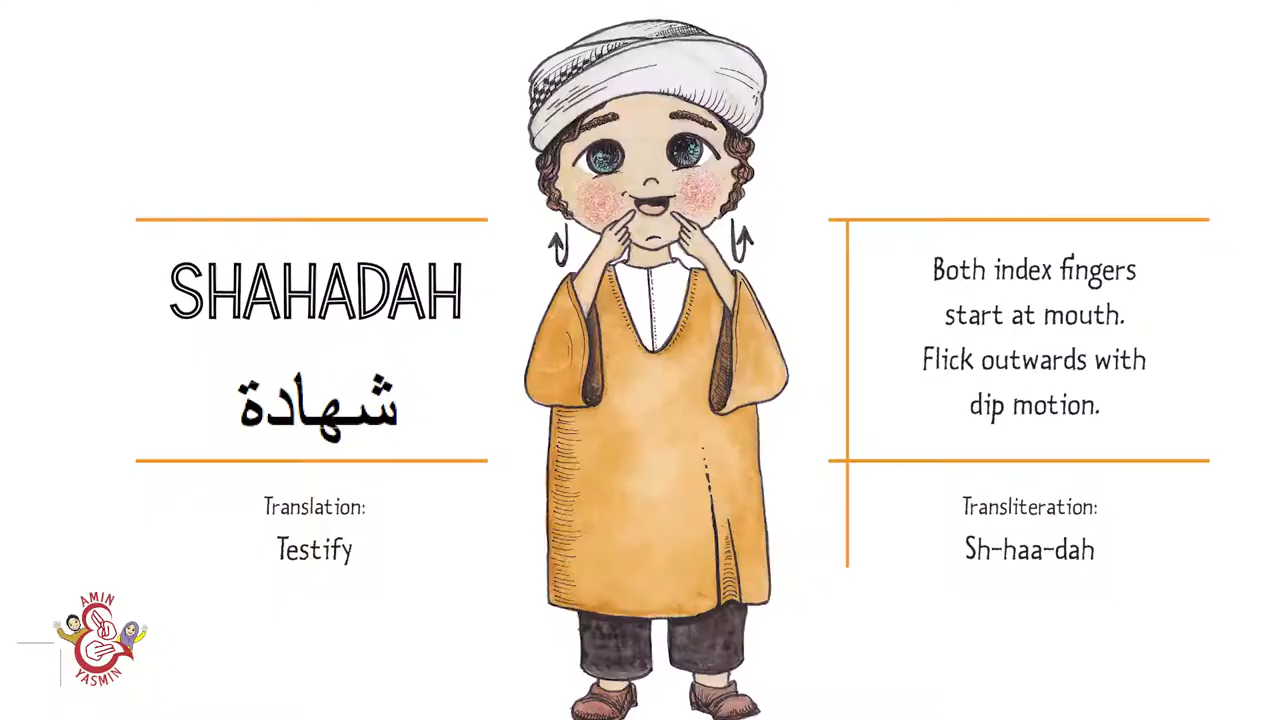 SHAHADAH
شهادة
Translation:
Testify
Both index fingers
start at mouth.
Flick outwards with
dip motion.
Transliteration:
Sh-haa-dah
AMIN
YASMIN